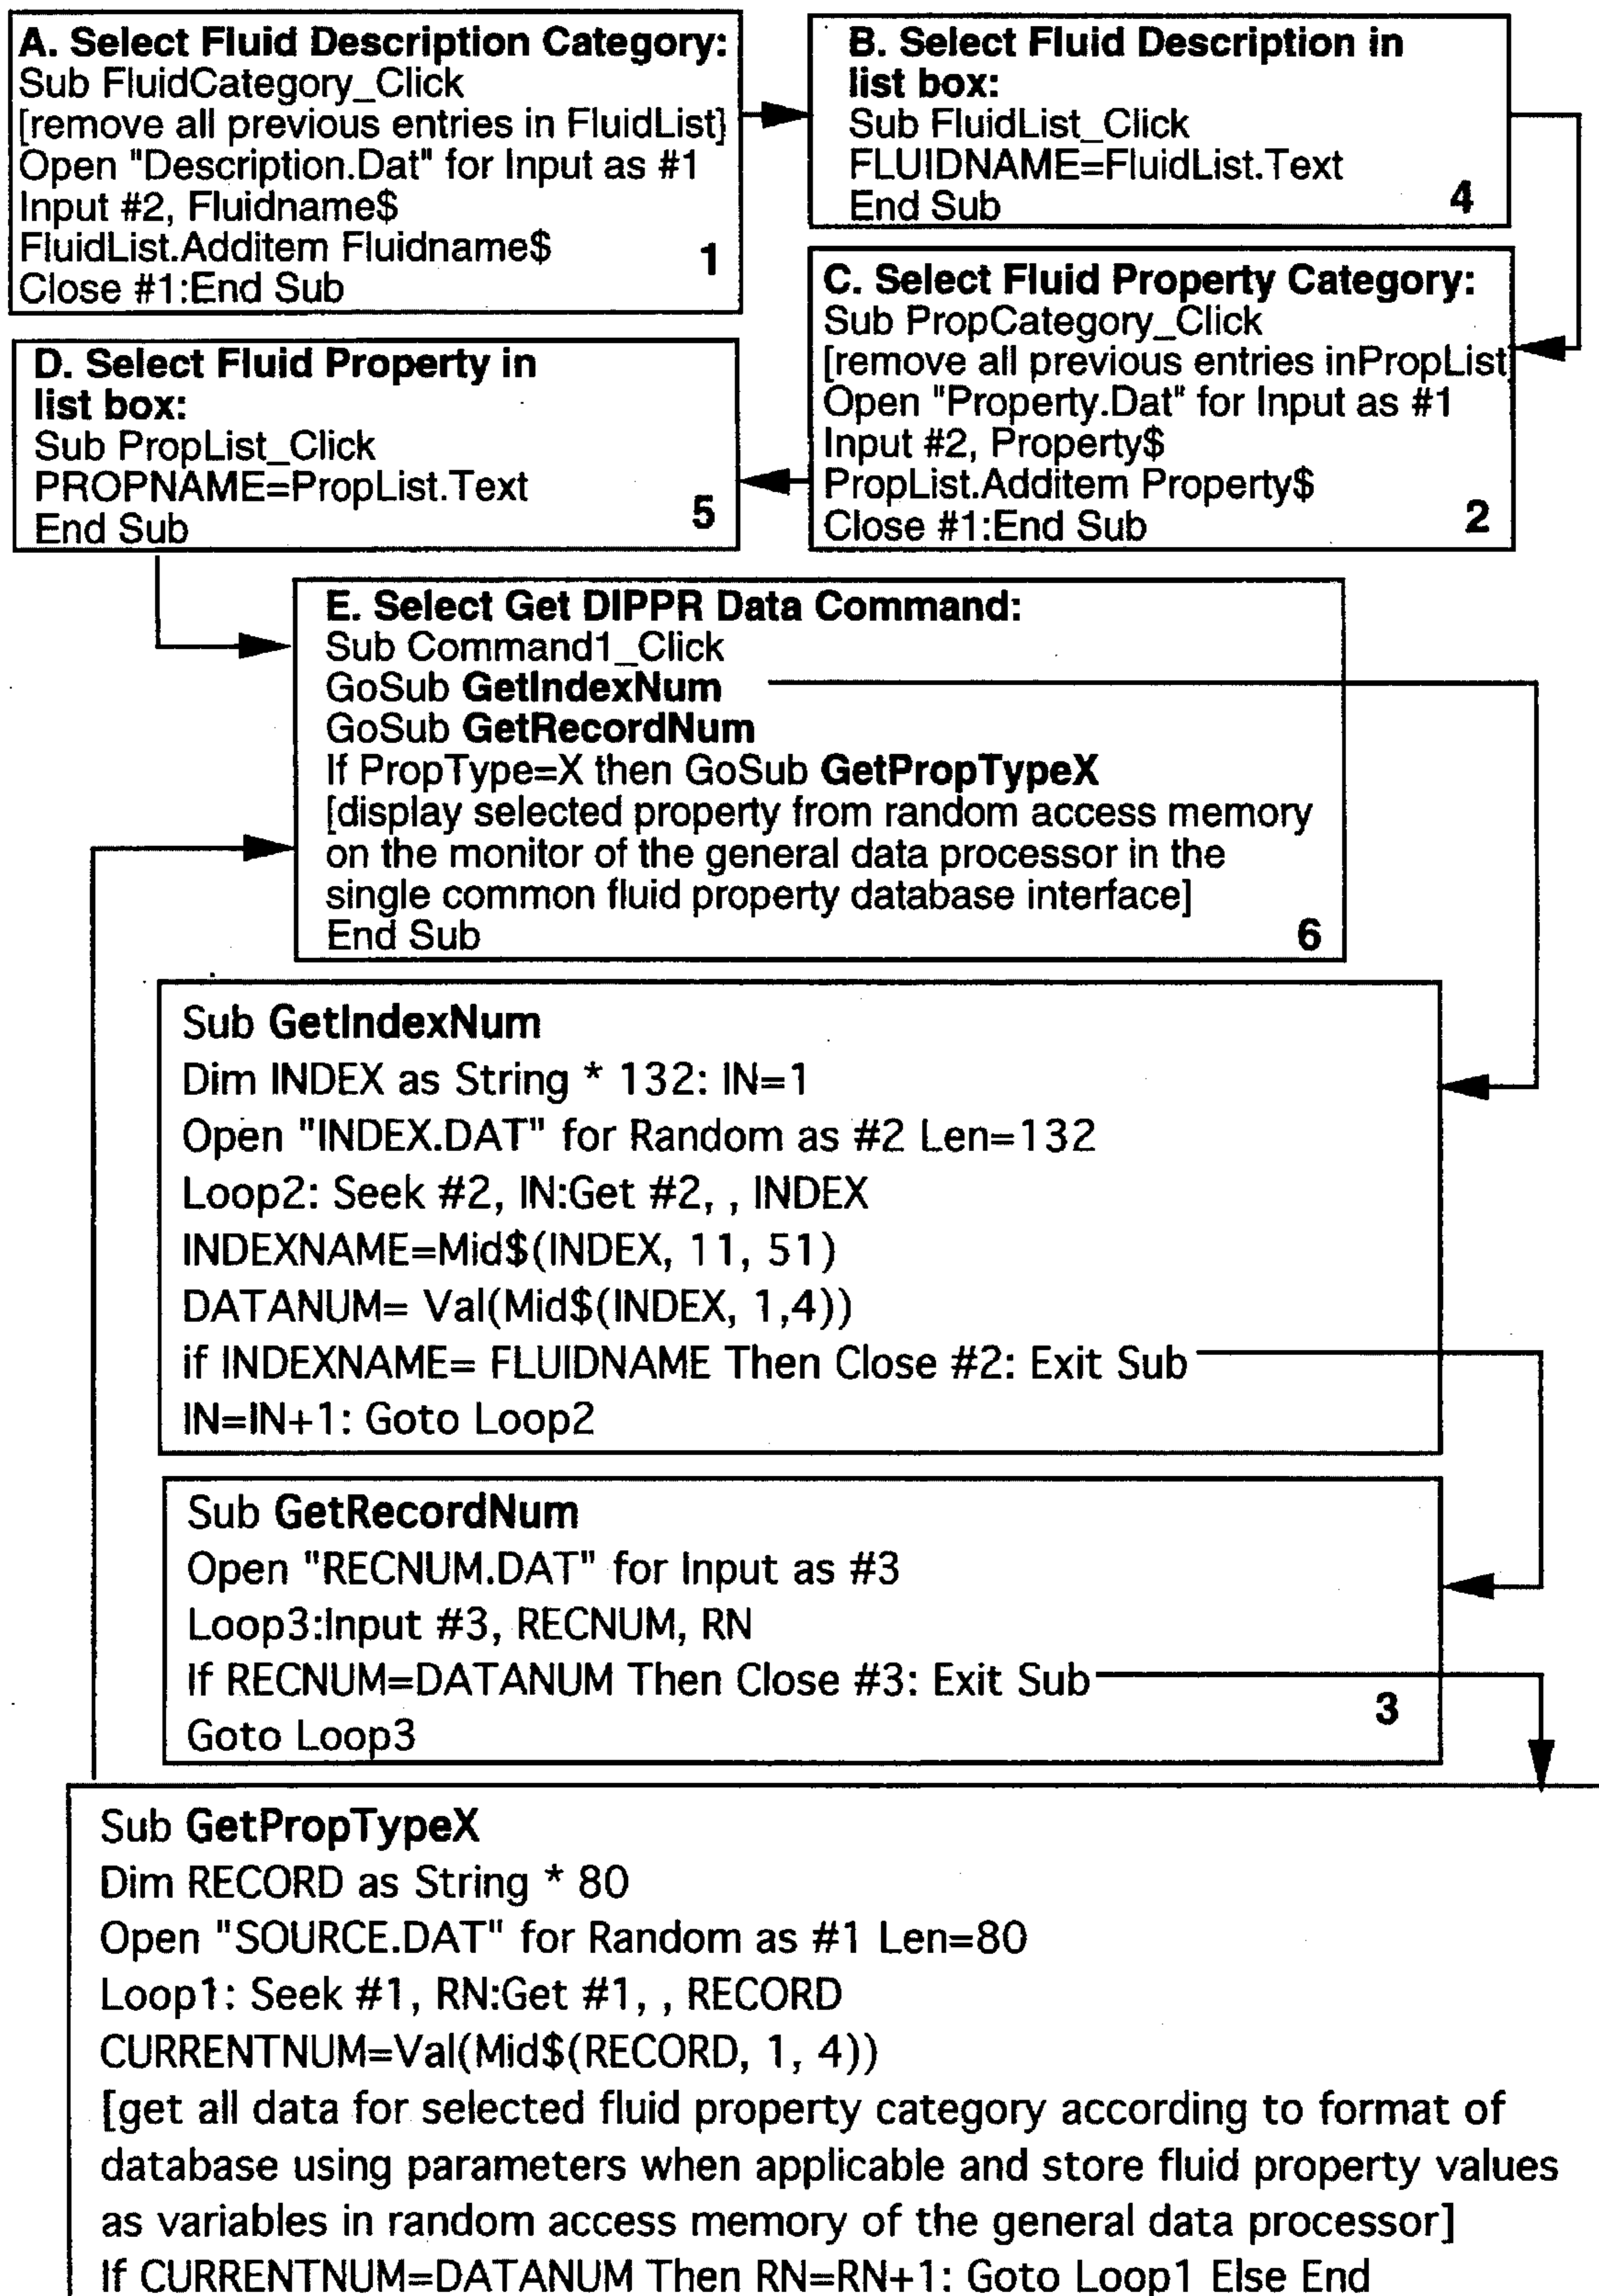 A. Select Fluid Description Category:
Sub FluidCategory_Click
[remove all previous entries in FluidList]
Open "Description.Dat" for Input as #1
Input #2, Fluidname$
FluidList.Additem Fluidname$
Close #1:End Sub
1
B. Select Fluid Description in
list box:
Sub FluidList_Click
FLUIDNAME=FluidList.Text
End Sub
4
C. Select Fluid Property Category:
Sub PropCategory_Click
[remove all previous entries inPropList]
Open "Property.Dat" for Input as #1
Input #2, Property$
PropList.Additem Property$
Close #1:End Sub
2
D. Select Fluid Property in
list box:
Sub PropList_Click
PROPNAME=PropList.Text
End Sub
5
E. Select Get DIPPR Data Command:
Sub Command1_Click
GoSub GetIndexNum
GoSub GetRecordNum
If PropType=X then GoSub GetPropTypeX
[display selected property from random access memory
on the monitor of the general data processor in the
single common fluid property database interface]
End Sub
6
Sub GetIndexNum
Dim INDEX as String * 132: IN=1
Open "INDEX.DAT" for Random as #2 Len=132
Loop2: Seek #2, IN:Get #2, , INDEX
INDEXNAME=Mid$(INDEX, 11, 51)
DATANUM= Val(Mid$(INDEX, 1,4))
if INDEXNAME= FLUIDNAME Then Close #2: Exit Sub
IN=IN+1: Goto Loop2
Sub GetRecordNum
Open "RECNUM.DAT" for Input as #3
Loop3:Input #3, RECNUM, RN
If RECNUM=DATANUM Then Close #3: Exit Sub
Goto Loop3
3
Sub GetPropTypeX
Dim RECORD as String * 80
Open "SOURCE.DAT" for Random as #1 Len=80
Loop1: Seek #1, RN:Get #1, , RECORD
CURRENTNUM=Val(Mid$(RECORD, 1, 4))
[get all data for selected fluid property category according to format of
database using parameters when applicable and store fluid property values
as variables in random access memory of the general data processor]
If CURRENTNUM=DATANUM Then RN=RN+1: Goto Loop1 Else End